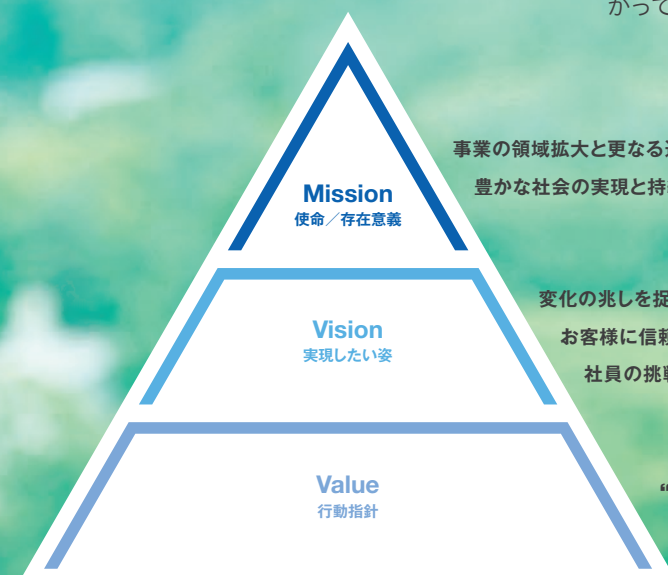 かって
Mission
使命／存在意義
事業の領域拡大と更なる
豊かな社会の実現と持
Vision
実現したい姿
変化の兆しを捉
お客様に信頼
社員の挑戦
Value
行動指針
“